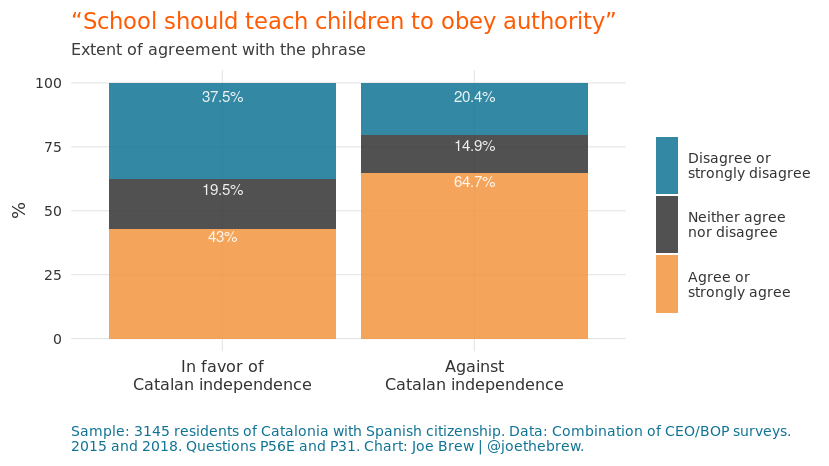 “School should teach children to obey authority”
Extent of agreement with the phrase
100
75
50
25
0
%
37.5%
19.5%
43%
20.4%
14.9%
64.7%
In favor of
Catalan independence
Against
Catalan independence
Disagree or
strongly disagree
Neither agree
nor disagree
Agree or
strongly agree
Sample: 3145 residents of Catalonia with Spanish citizenship. Data: Combination of CEO/BOP surveys.
2015 and 2018. Questions P56E and P31. Chart: Joe Brew | @joethebrew.